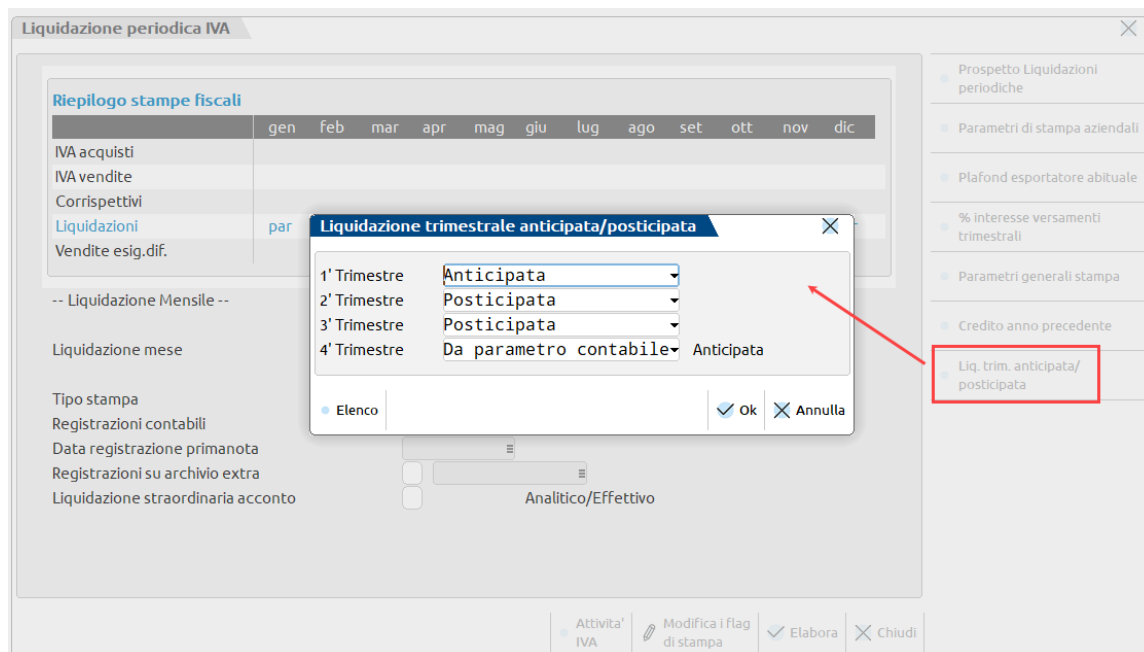 Liquidazione periodica IVA
Riepilogo stampe fiscali
gen feb mar apr mag giu lug ago set ott nov dic
IVA acquisti
IVA vendite
Corrispettivi
Liquidazioni par
Vendite esig.dif.
-- Liquidazione Mensile --
Liquidazione mese
Tipo stampa
Registrazioni contabili
Data registrazione primanota
Registrazioni su archivio extra
Liquidazione straordinaria acconto Analitico/Effettivo
Liquidazione trimestrale anticipata/posticipata
1' Trimestre Anticipata
2' Trimestre Posticipata
3' Trimestre Posticipata
4' Trimestre Da parametro contabile Anticipata
Elenco Ok Annulla
Prospetto Liquidazioni
periodiche
Parametri di stampa aziendali
Plafond esportatore abituale
% interesse versamenti
trimestrali
Parametri generali stampa
Credito anno precedente
Liq. trim. anticipata/
posticipata
Attivita'
IVA
Modifica i flag
di stampa
Elabora
Chiudi